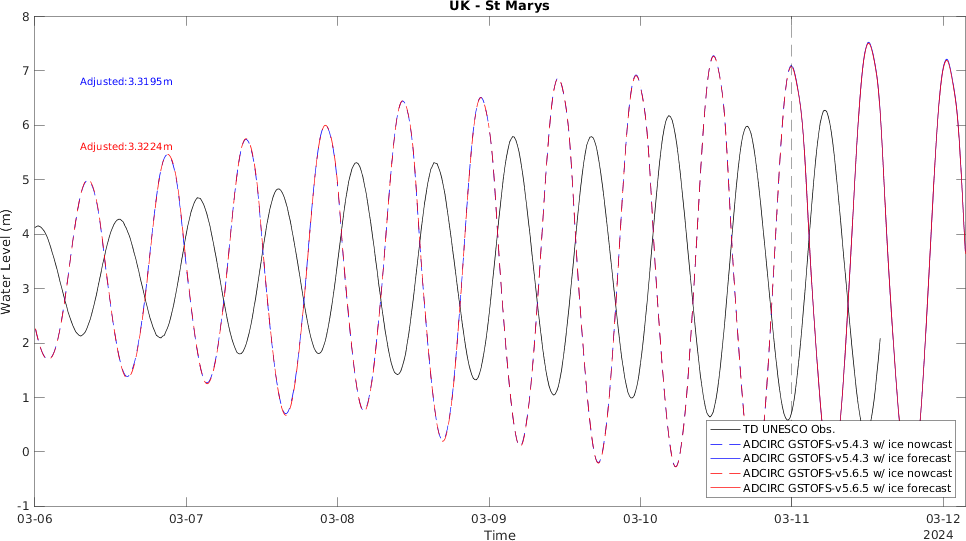 UK - St Marys
8
7
6
5
4
3
2
1
0
-1
Water Level (m)
Adjusted:3.3195m
Adjusted:3.3224m
TD UNESCO Obs.
ADCIRC GSTOFS-v5.4.3 w/ ice nowcast
ADCIRC GSTOFS-v5.4.3 w/ ice forecast
ADCIRC GSTOFS-v5.6.5 w/ ice nowcast
ADCIRC GSTOFS-v5.6.5 w/ ice forecast
03-06 03-07 03-08 03-09 03-10 03-11 03-12
Time
2024